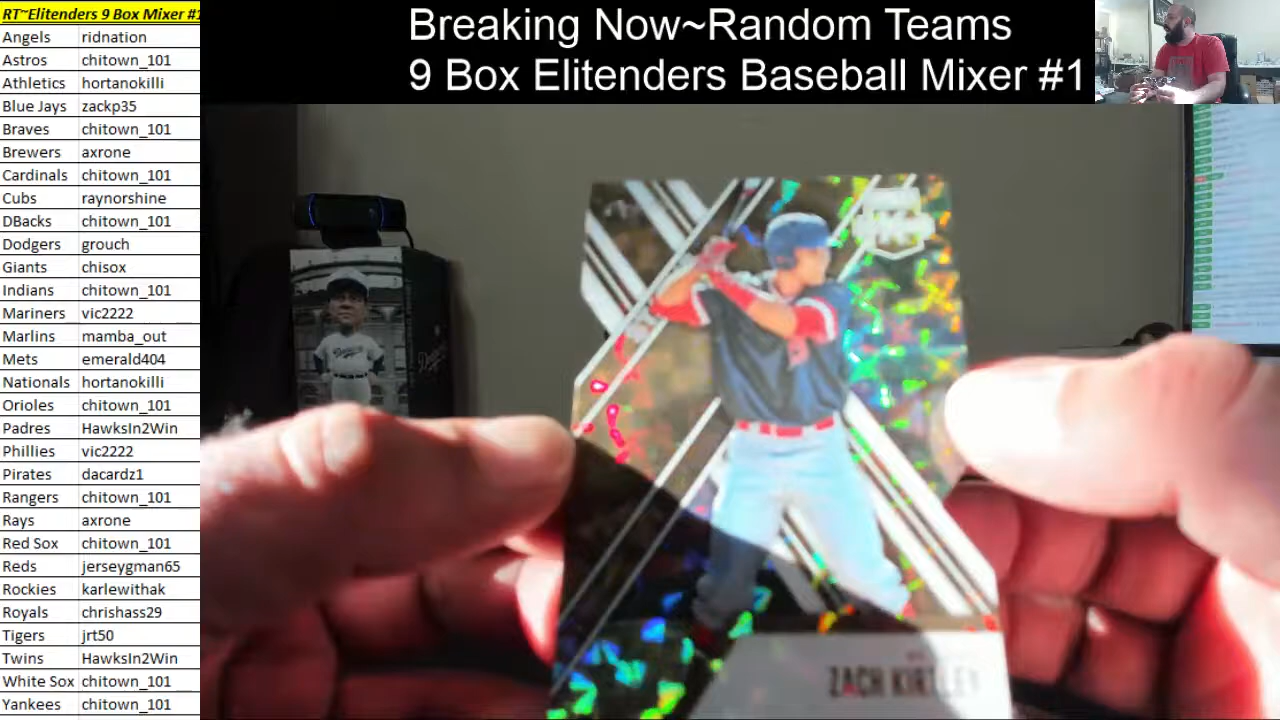 RT~Elitenders 9 Box Mixer #1
Angels ridnation
Astros chitown_101
Athletics hortanokilli
Blue Jays zackp35
Braves chitown_101
Brewers axrone
Cardinals chitown_101
Cubs raynorshine
DBacks chitown_101
Dodgers grouch
Giants chisox
Indians chitown_101
Mariners vic2222
Marlins mamba_out
Mets emerald404
Nationals hortanokilli
Orioles chitown_101
Padres HawksIn2Win
Phillies vic2222
Pirates dacardz1
Rangers chitown_101
Rays axrone
Red Sox chitown_101
Reds jerseygman65
Rockies karlewithak
Royals chrishass29
Tigers jrt50
Twins HawksIn2Win
White Sox chitown_101
Yankees chitown_101
Breaking Now~Random Teams
9 Box Elitenders Baseball Mixer #1
ZACH KIRTLEY